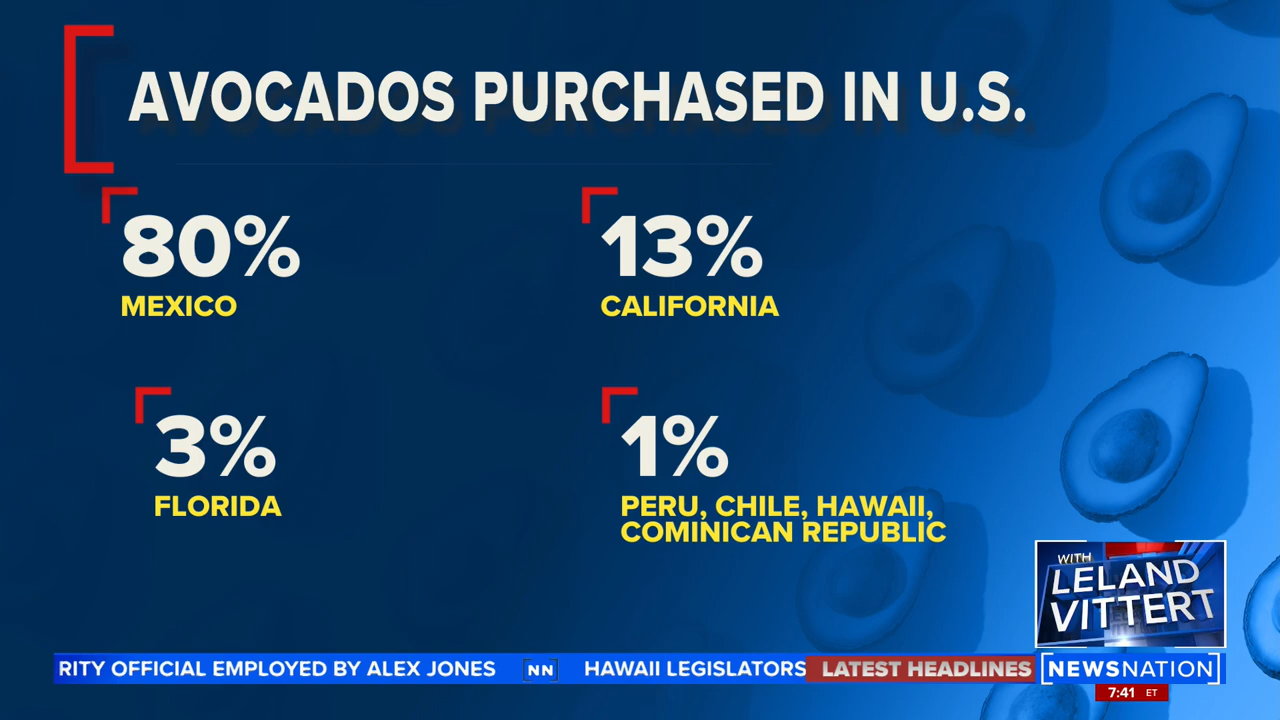 AVOCADOS PURCHASED IN U.S.
80%
MEXICO
13%
CALIFORNIA
3%
FLORIDA
1%
PERU, CHILE, HAWAII,
COMINICAN REPUBLIC
WITH
LELAND
VITTERT
RITY OFFICIAL EMPLOYED BY ALEX JONES NN HAWAII LEGISLATORS LATEST HEADLINES NEWSNATION
7:41 ET